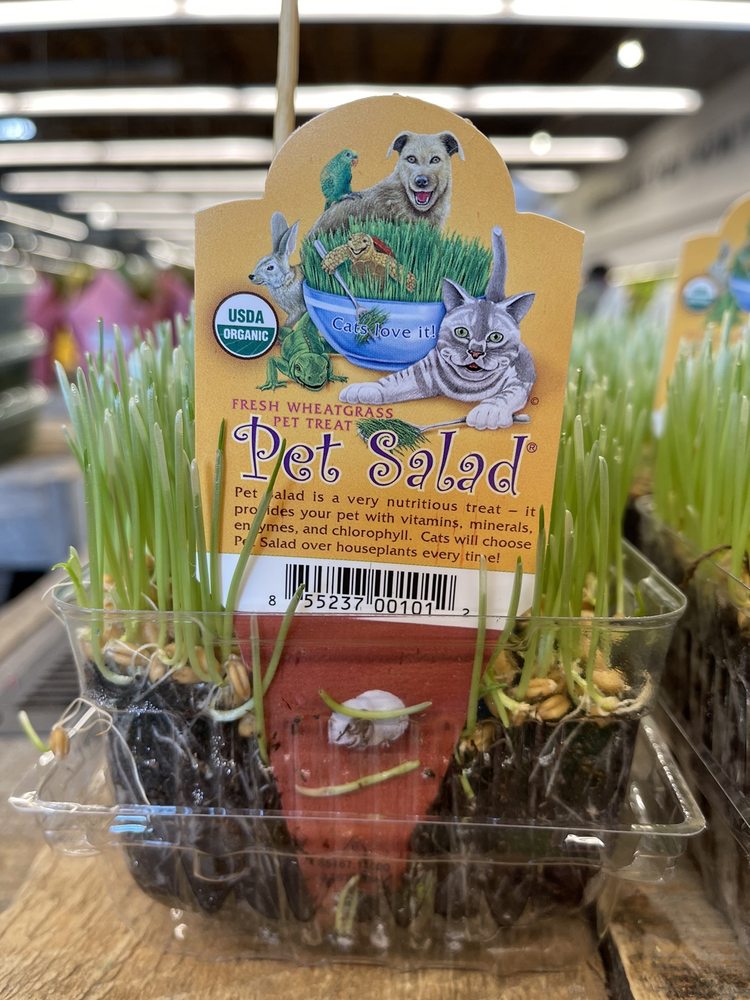 Cats love it!
USDA
ORGANIC
©
FRESH WHEATGRASS
PET TREAT
Pet Salad®
Pet Salad is a very nutritious treat – it
provides your pet with vitamins, minerals,
enzymes, and chlorophyll. Cats will choose
Pet Salad over houseplants every time!
8 55237 00101 2